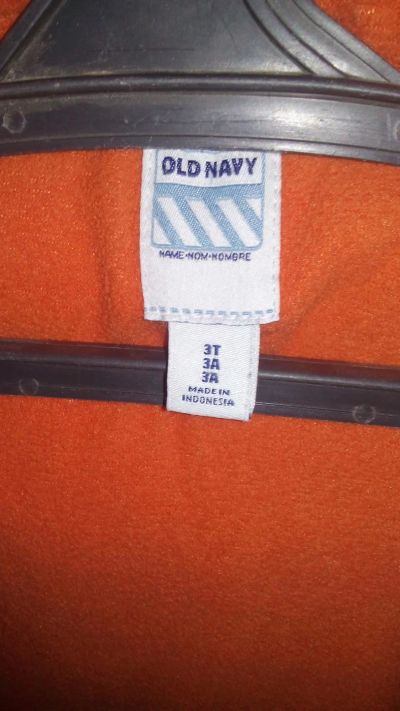 OLD NAVY
NAME•NOM•NOMBRE
3T
3A
3A
MADE IN
INDONESIA